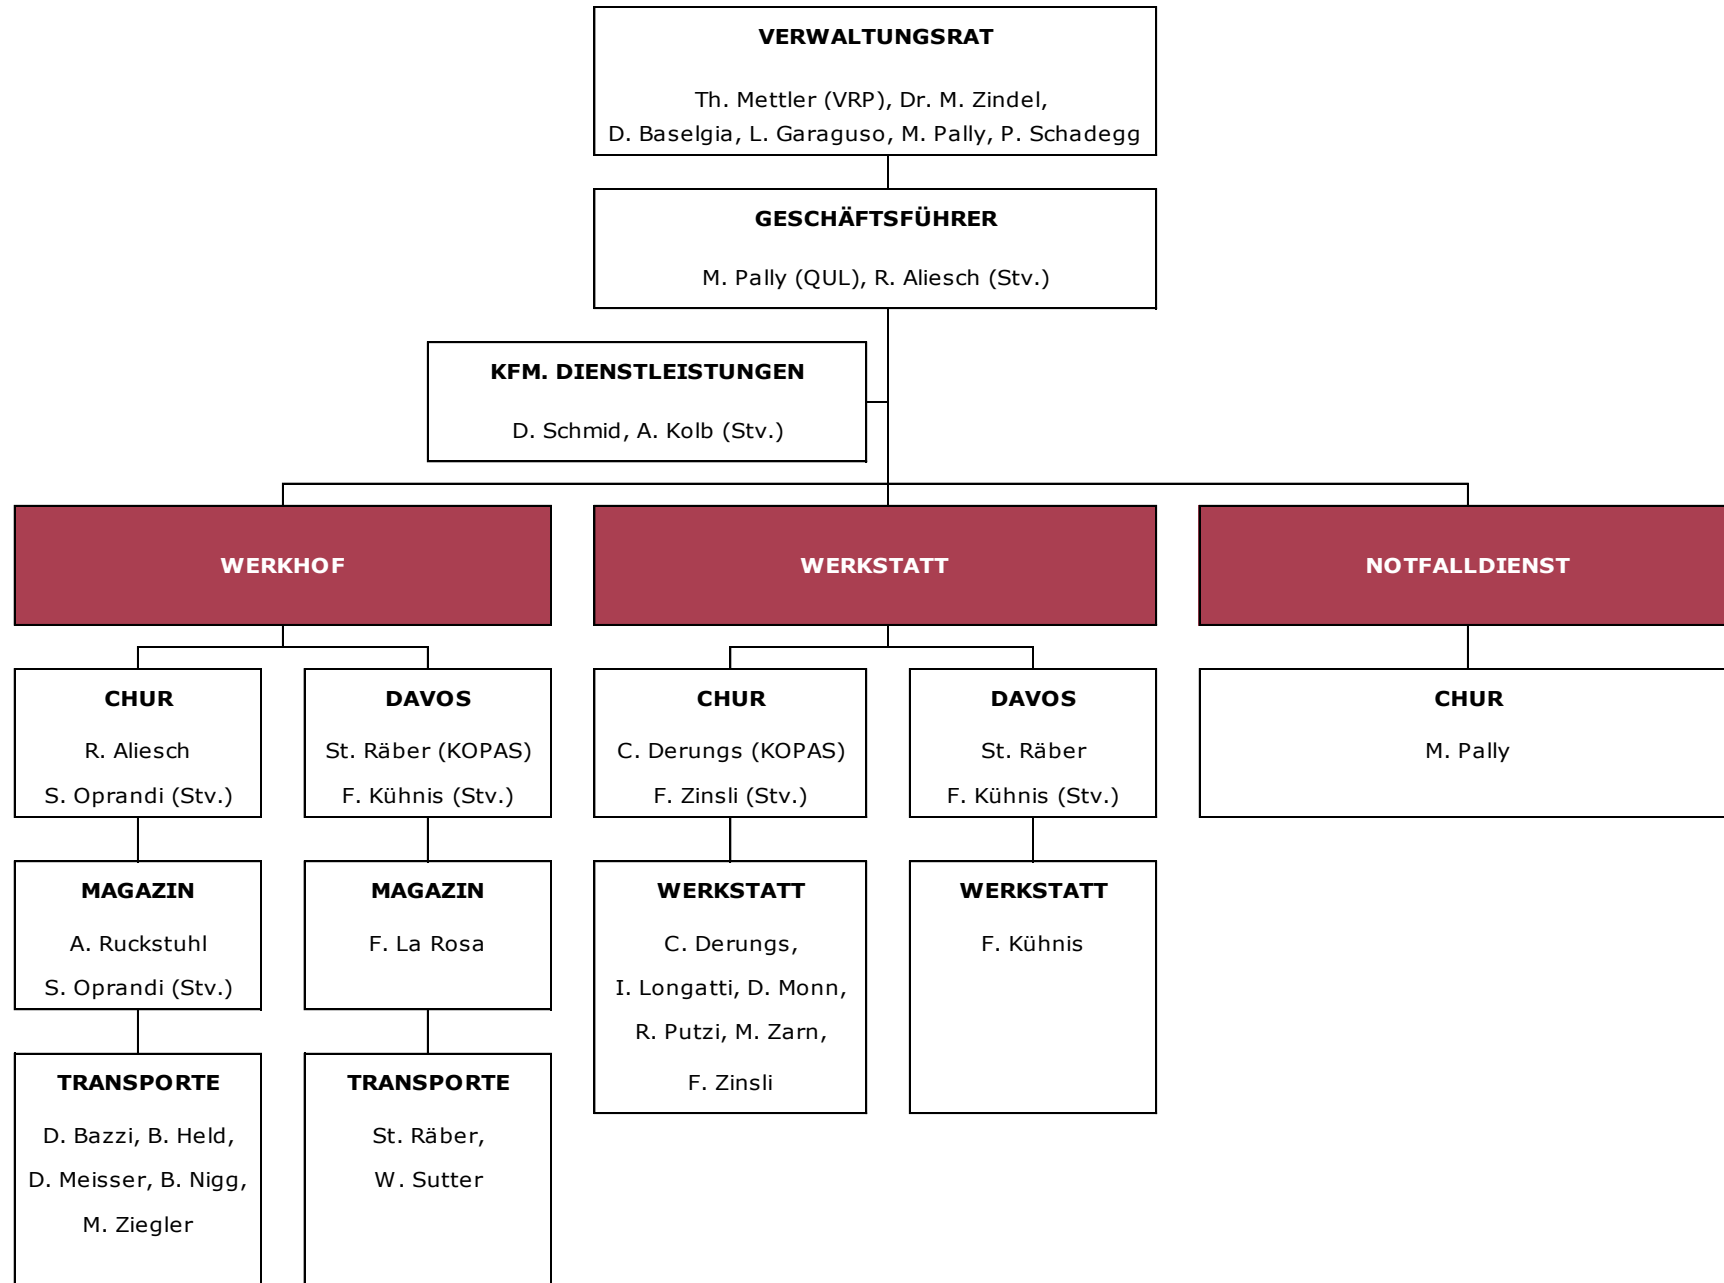 VERWALTUNGSRAT
Th. Mettler (VRP), Dr. M. Zindel,
D. Baselgia, L. Garaguso, M. Pally, P. Schadegg
GESCHÄFTSFÜHRER
M. Pally (QUL), R. Aliesch (Stv.)
KFM. DIENSTLEISTUNGEN
D. Schmid, A. Kolb (Stv.)
WERKHOF
WERKSTATT
NOTFALLDIENST
CHUR
R. Aliesch
S. Oprandi (Stv.)
DAVOS
St. Räber (KOPAS)
F. Kühnis (Stv.)
CHUR
C. Derungs (KOPAS)
F. Zinsli (Stv.)
DAVOS
St. Räber
F. Kühnis (Stv.)
CHUR
M. Pally
MAGAZIN
A. Ruckstuhl
S. Oprandi (Stv.)
MAGAZIN
F. La Rosa
WERKSTATT
C. Derungs,
I. Longatti, D. Monn,
R. Putzi, M. Zarn,
F. Zinsli
WERKSTATT
F. Kühnis
TRANSPORTE
D. Bazzi, B. Held,
D. Meisser, B. Nigg,
M. Ziegler
TRANSPORTE
St. Räber,
W. Sutter